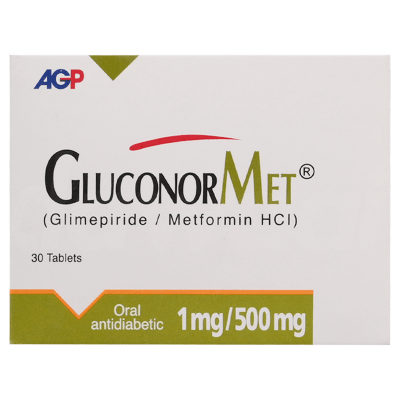 AGP
GLUCONORMET®
(Glimepiride / Metformin HCl)
30 Tablets
Oral
antidiabetic
1mg/500mg